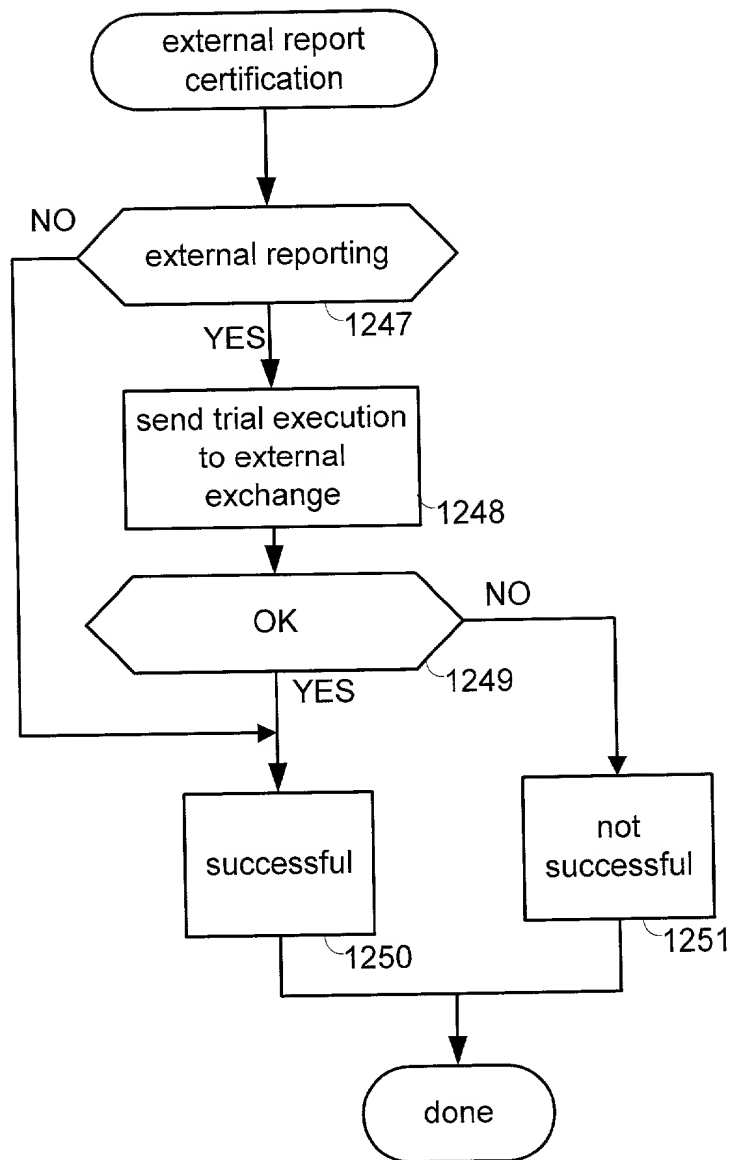 external report
certification
NO
external reporting
1247
YES
send trial execution
to external
exchange
1248
OK
NO
1249
YES
successful
not
successful
1250
1251
done